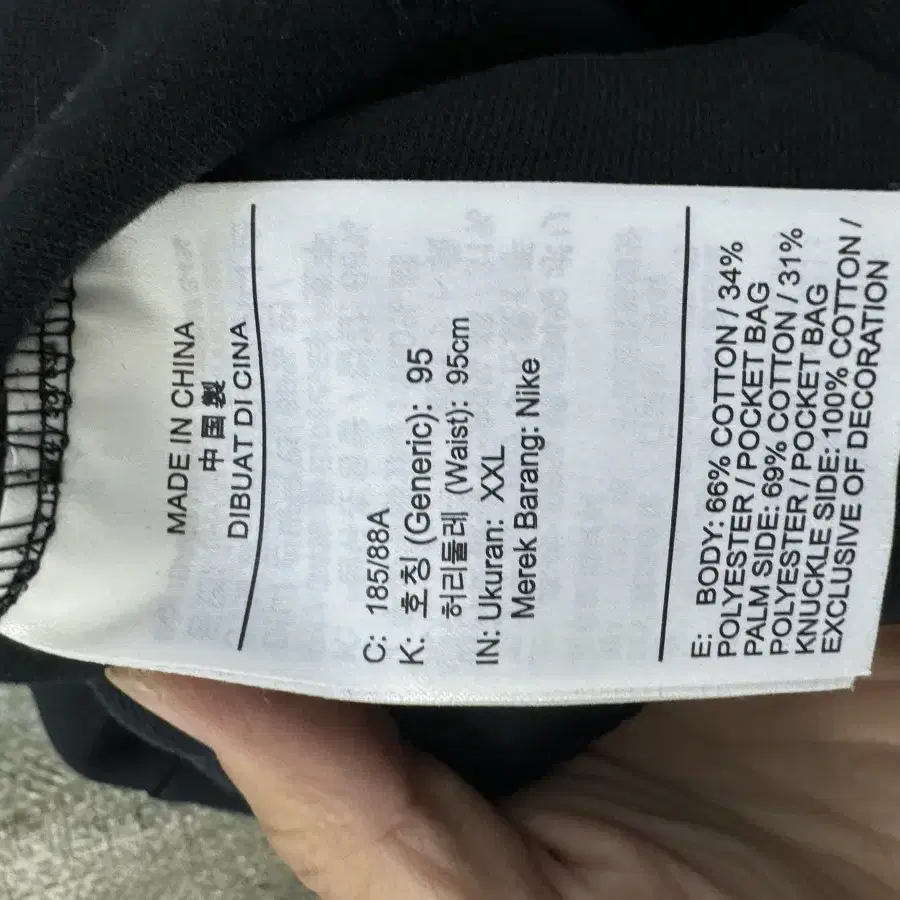 MADE IN CHINA
中国製
DIBUAT DI CINA
C: 185/88A
K: 호칭 (Generic): 95
허리둘레 (Waist): 95cm
IN: Ukuran: XXL
Merek Barang: Nike
E: BODY: 66% COTTON / 34%
POLYESTER / POCKET BAG
PALM SIDE: 69% COTTON / 31%
POLYESTER / POCKET BAG
KNUCKLE SIDE: 100% COTTON /
EXCLUSIVE OF DECORATION